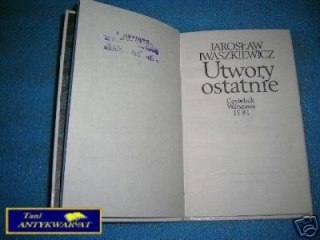 JAROSŁAW
IWASZKIEWICZ
Utwory
ostatnie
Czytelnik
Warszawa
1981
Tani
ANTYKWARIAT